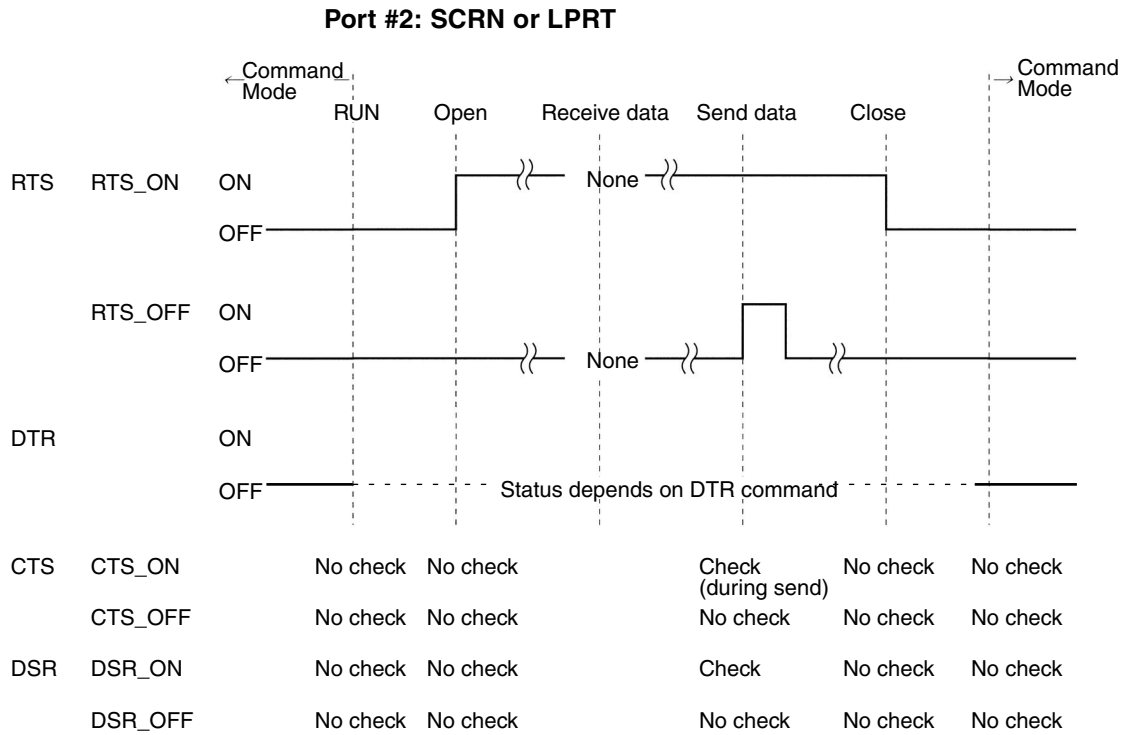 Port #2: SCRN or LPRT
←Command Mode
→Command Mode
RUN Open Receive data Send data Close
RTS RTS_ON ON
None
OFF
RTS_OFF ON
OFF
None
DTR ON
OFF
Status depends on DTR command
CTS CTS_ON No check No check Check (during send) No check No check
CTS_OFF No check No check No check No check No check
DSR DSR_ON No check No check Check No check No check
DSR_OFF No check No check No check No check No check